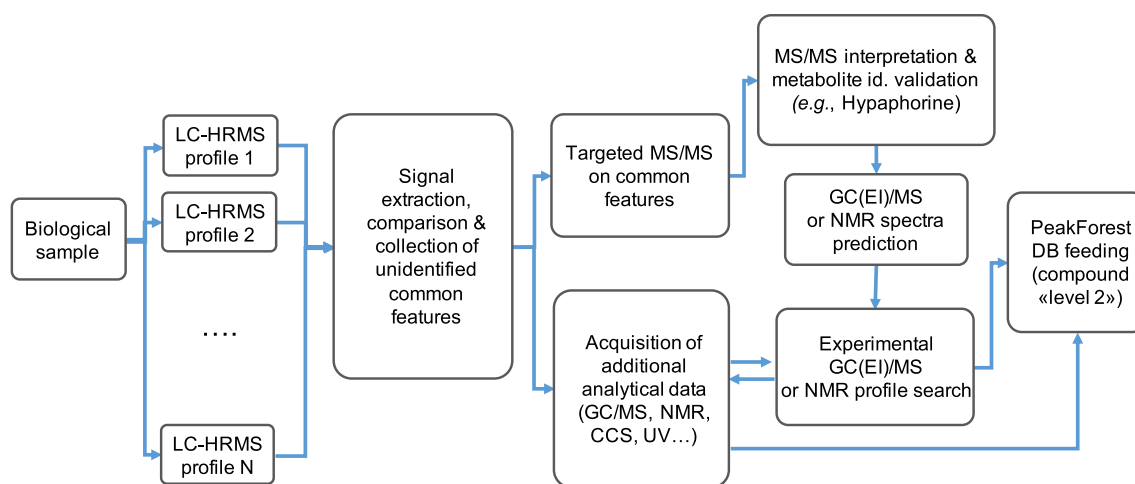 Biological
sample
LC-HRMS
profile 1
LC-HRMS
profile 2
....
LC-HRMS
profile N
Signal
extraction,
comparison &
collection of
unidentified
common
features
Targeted MS/MS
on common
features
Acquisition of
additional
analytical data
(GC/MS, NMR,
CCS, UV…)
MS/MS interpretation &
metabolite id. validation
(e.g., Hypaphorine)
GC(EI)/MS
or NMR spectra
prediction
Experimental
GC(EI)/MS
or NMR profile search
PeakForest
DB feeding
(compound
«level 2»)